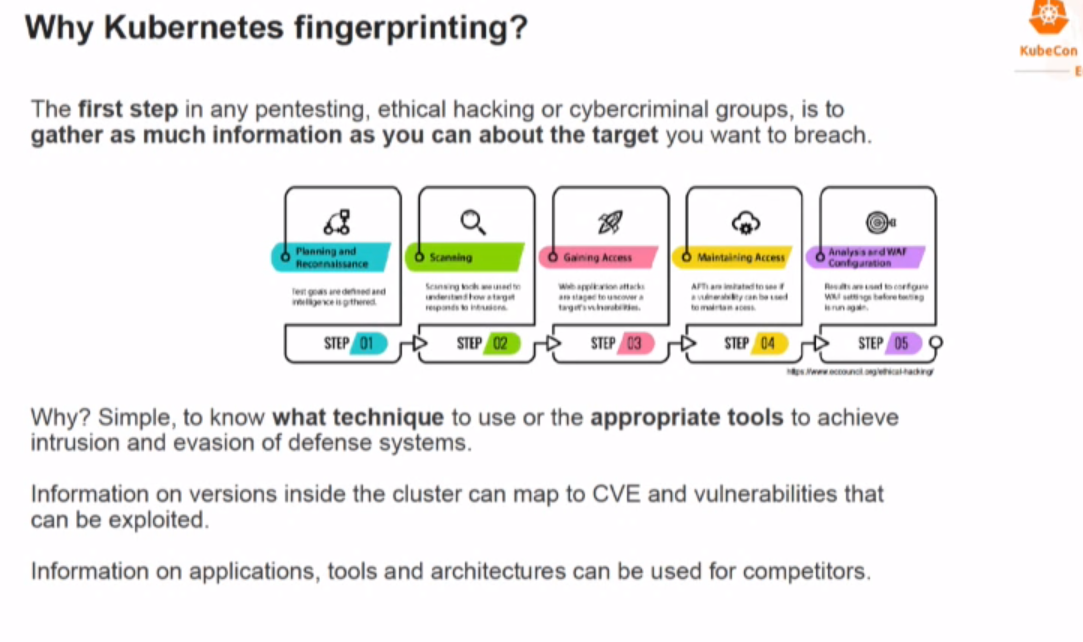 Why Kubernetes fingerprinting?
KubeCon
E
The first step in any pentesting, ethical hacking or cybercriminal groups, is to
gather as much information as you can about the target you want to breach.
Planning and
Reconnaissance
Test goals are defined and
intelligence is gathered.
STEP 01
Scanning
Scanning tools are used to
understand how a target
responds to intrusions.
STEP 02
Gaining Access
Web application attacks
are staged to uncover a
target's vulnerabilities.
STEP 03
Maintaining Access
APTs are imitated to see if
a vulnerability can be used
to maintain access.
STEP 04
Analysis and WAF
Configuration
Results are used to configure
WAF settings before testing
is run again.
STEP 05
https://www.eccouncil.org/ethical-hacking/
Why? Simple, to know what technique to use or the appropriate tools to achieve
intrusion and evasion of defense systems.
Information on versions inside the cluster can map to CVE and vulnerabilities that
can be exploited.
Information on applications, tools and architectures can be used for competitors.